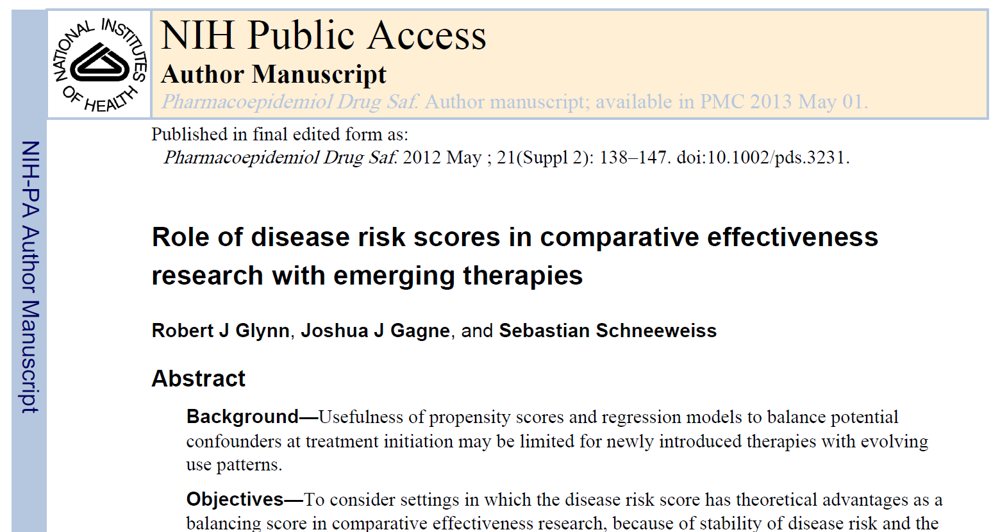 NATIONAL INSTITUTES
OF HEALTH
NIH Public Access
Author Manuscript
Pharmacoepidemiol Drug Saf. Author manuscript; available in PMC 2013 May 01.
NIH-PA Author Manuscript
Published in final edited form as:
Pharmacoepidemiol Drug Saf. 2012 May ; 21(Suppl 2): 138–147. doi:10.1002/pds.3231.
Role of disease risk scores in comparative effectiveness
research with emerging therapies
Robert J Glynn, Joshua J Gagne, and Sebastian Schneeweiss
Abstract
Background—Usefulness of propensity scores and regression models to balance potential
confounders at treatment initiation may be limited for newly introduced therapies with evolving
use patterns.
Objectives—To consider settings in which the disease risk score has theoretical advantages as a
balancing score in comparative effectiveness research, because of stability of disease risk and the